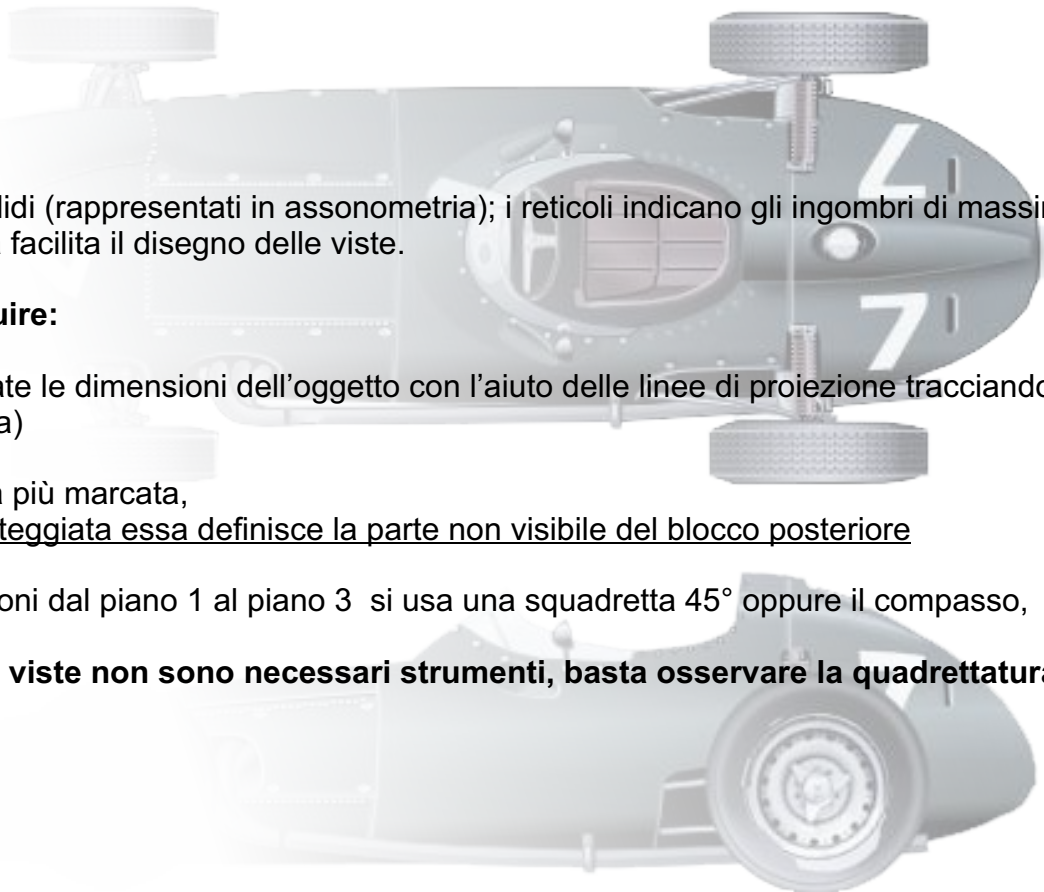 lidi (rappresentati in assonometria); i reticoli indicano gli ingombri di massi
facilita il disegno delle viste.
uire:
ate le dimensioni dell’oggetto con l’aiuto delle linee di proiezione tracciando
a)
a più marcata,
teggiata essa definisce la parte non visibile del blocco posteriore
oni dal piano 1 al piano 3 si usa una squadretta 45° oppure il compasso,
viste non sono necessari strumenti, basta osservare la quadrettatura
7
7